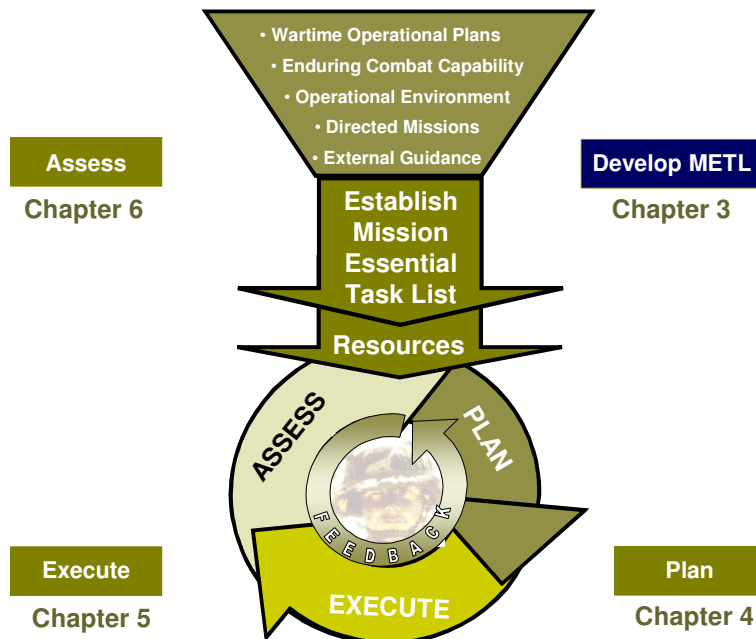 • Wartime Operational Plans
• Enduring Combat Capability
• Operational Environment
• Directed Missions
• External Guidance
Assess
Chapter 6
Develop METL
Chapter 3
Establish
Mission
Essential
Task List
Resources
ASSESS
PLAN
FEEDBACK
EXECUTE
Execute
Chapter 5
Plan
Chapter 4